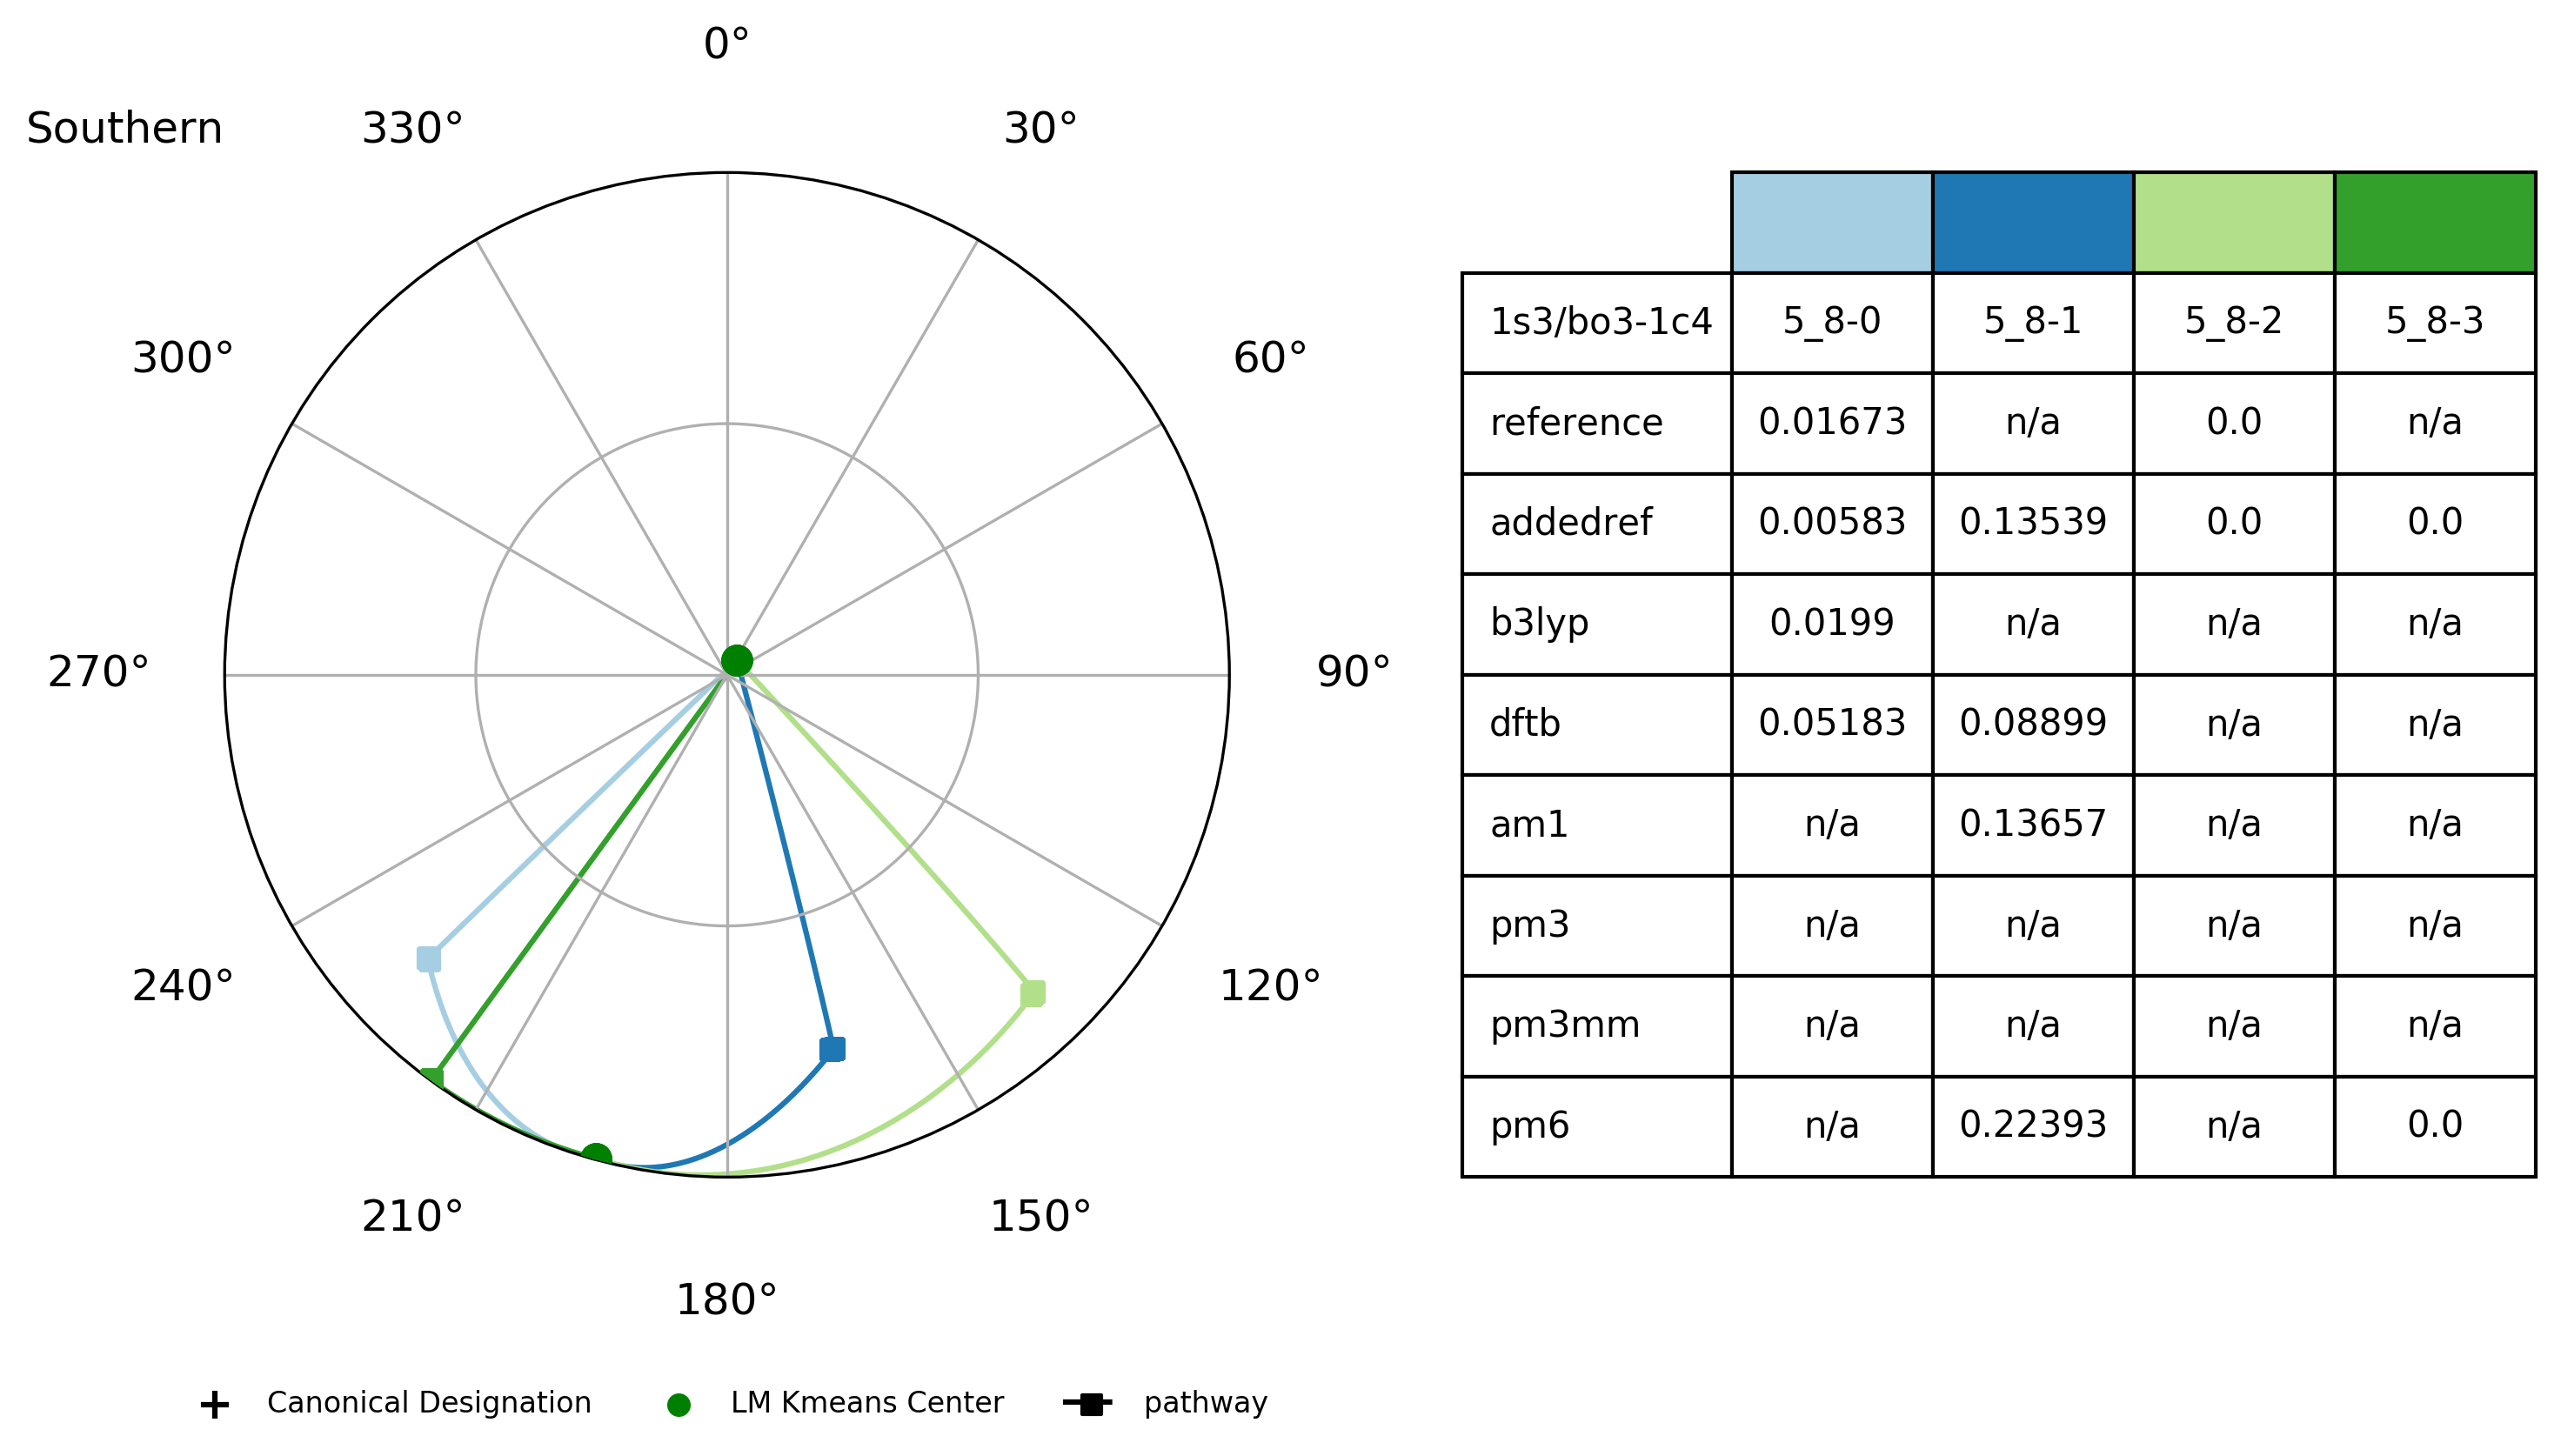 0°
Southern
330°
30°
300°
60°
270°
90°
240°
120°
210°
150°
180°
1s3/bo3-1c4 5_8-0 5_8-1 5_8-2 5_8-3
reference 0.01673 n/a 0.0 n/a
addedref 0.00583 0.13539 0.0 0.0
b3lyp 0.0199 n/a n/a n/a
dftb 0.05183 0.08899 n/a n/a
am1 n/a 0.13657 n/a n/a
pm3 n/a n/a n/a n/a
pm3mm n/a n/a n/a n/a
pm6 n/a 0.22393 n/a 0.0
Canonical Designation
LM Kmeans Center
pathway